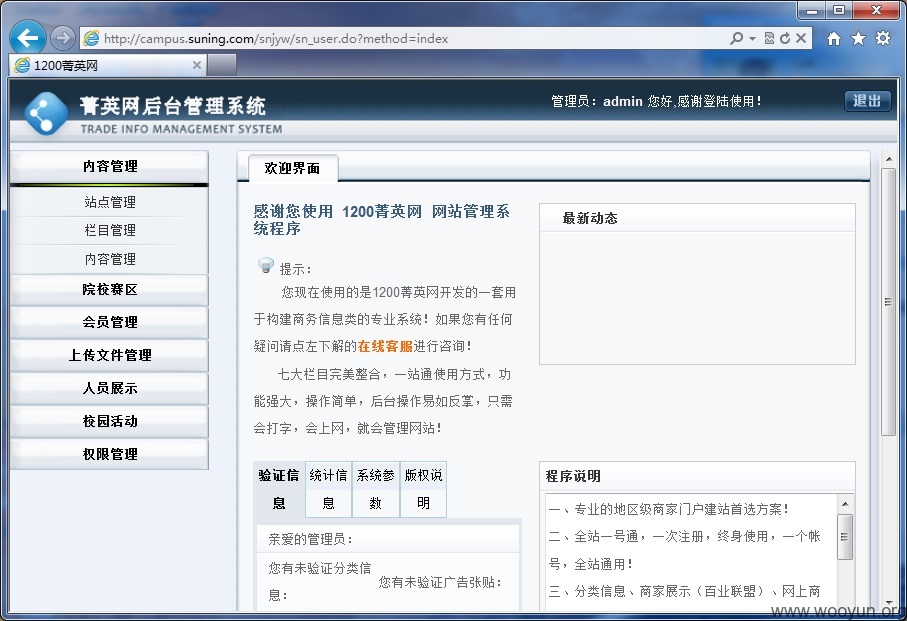 http://campus.suning.com/snjyw/sn_user.do?method=index
1200菁英网
菁英网后台管理系统
TRADE INFO MANAGEMENT SYSTEM
管理员：admin 您好,感谢登陆使用！
退出
内容管理
站点管理
栏目管理
内容管理
院校赛区
会员管理
上传文件管理
人员展示
校园活动
权限管理
欢迎界面
感谢您使用 1200菁英网 网站管理系
统程序
提示：
您现在使用的是1200菁英网开发的一套用
于构建商务信息类的专业系统！如果您有任何
疑问请点左下解的在线客服进行咨询！
七大栏目完美整合，一站通使用方式，功
能强大，操作简单，后台操作易如反掌，只需
会打字，会上网，就会管理网站！
最新动态
验证信
息
统计信
息
系统参
数
版权说
明
亲爱的管理员：
您有未验证分类信
息：
您有未验证广告张贴：
程序说明
一、专业的地区级商家门户建站首选方案！
二、全站一号通，一次注册，终身使用，一个帐
号，全站通用！
三、分类信息、商家展示（百业联盟）、网上商
www.wooyun.org